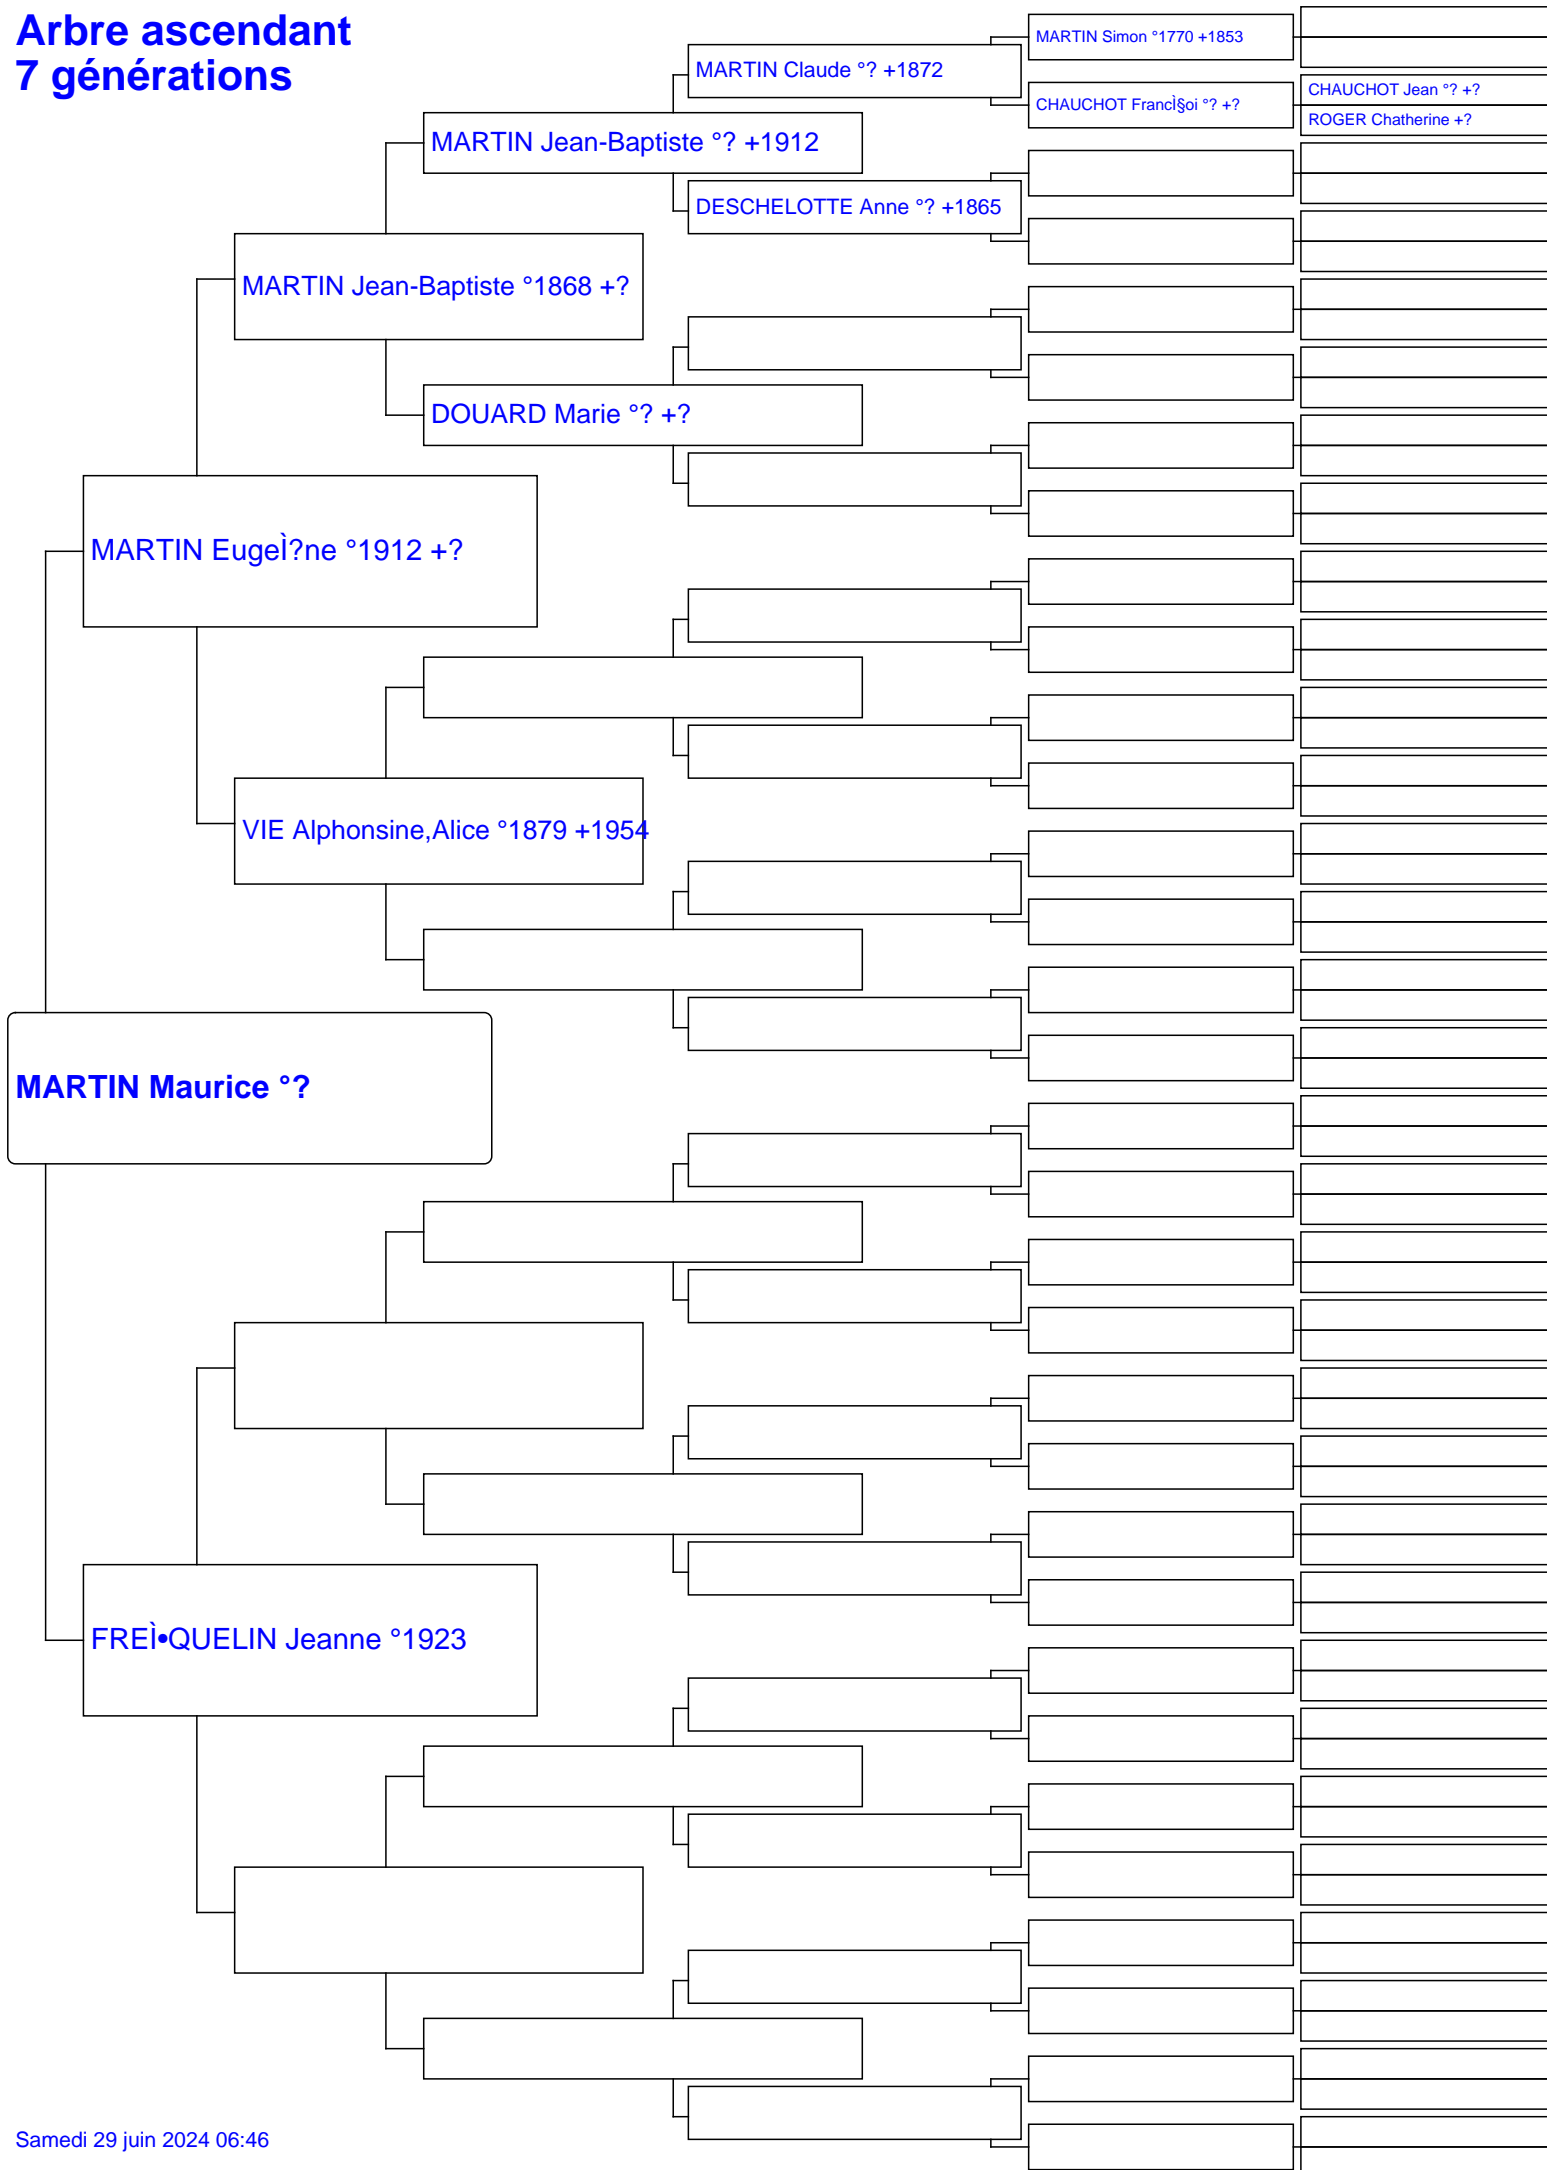 Arbre ascendant
7 générations
MARTIN Simon °1770 +1853
MARTIN Claude °? +1872
CHAUCHOT Jean °? +?
CHAUCHOT FrancÌ§oi °? +?
ROGER Chatherine +?
MARTIN Jean-Baptiste °? +1912
DESCHELOTTE Anne °? +1865
MARTIN Jean-Baptiste °1868 +?
DOUARD Marie °? +?
MARTIN EugeÌ?ne °1912 +?
VIE Alphonsine,Alice °1879 +1954
MARTIN Maurice °?
FREÌ•QUELIN Jeanne °1923
Samedi 29 juin 2024 06:46